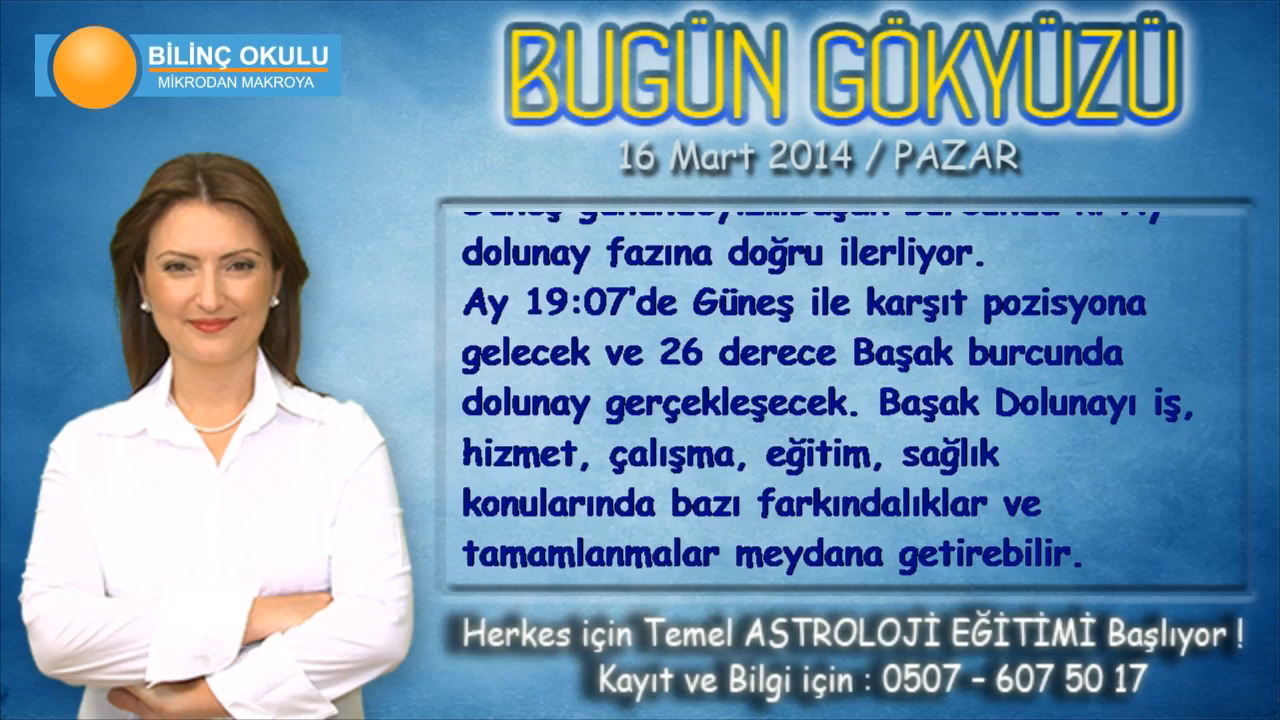 BİLİNÇ OKULU
MİKRODAN MAKROYA
BUGÜN GÖKYÜZÜ
16 Mart 2014 / PAZAR
dolunay fazına doğru ilerliyor.
Ay 19:07'de Güneş ile karşıt pozisyona
gelecek ve 26 derece Başak burcunda
dolunay gerçekleşecek. Başak Dolunayı iş,
hizmet, çalışma, eğitim, sağlık
konularında bazı farkındalıklar ve
tamamlanmalar meydana getirebilir.
Herkes için Temel ASTROLOJİ EĞİTİMİ Başlıyor !
Kayıt ve Bilgi için : 0507 - 607 50 17